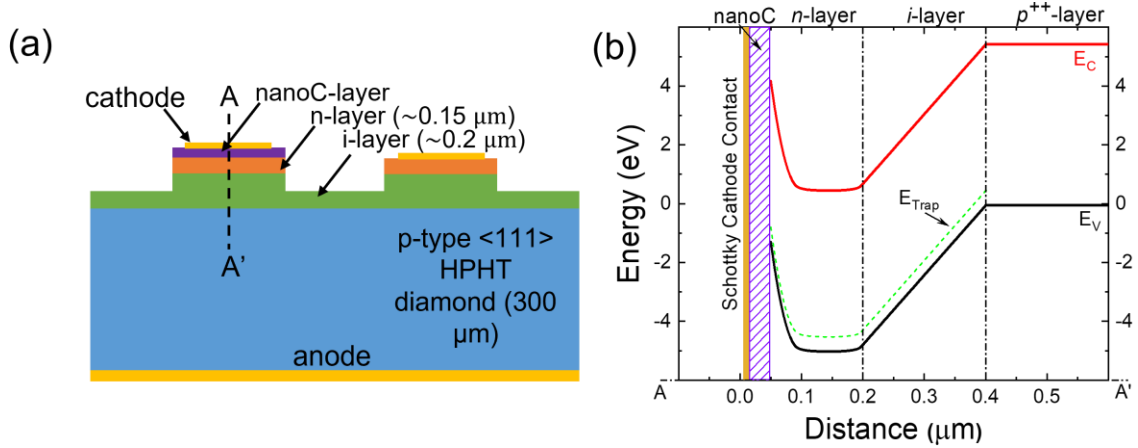 (a)
cathode
A
nanoC-layer
n-layer (~0.15 µm)
i-layer (~0.2 µm)
A'
p-type <111>
HPHT
diamond (300
µm)
anode
(b)
nanoC n-layer i-layer p++-layer
Energy (eV)
4
2
0
-2
-4
Schottky Cathode Contact
E_C
E_Trap
E_V
4
2
0
-2
-4
A 0.0 0.1 0.2 0.3 0.4 0.5 A'
Distance (µm)